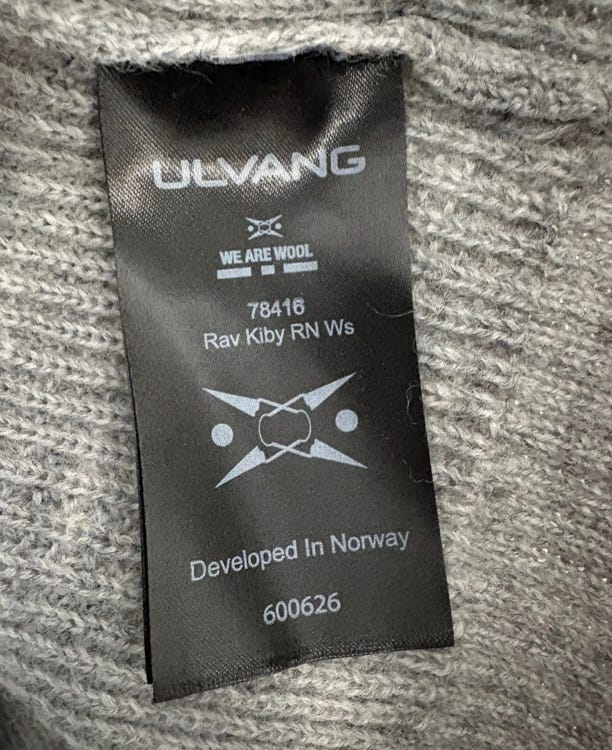 ULVANG
WE ARE WOOL
78416
Rav Kiby RN Ws
Developed In Norway
600626